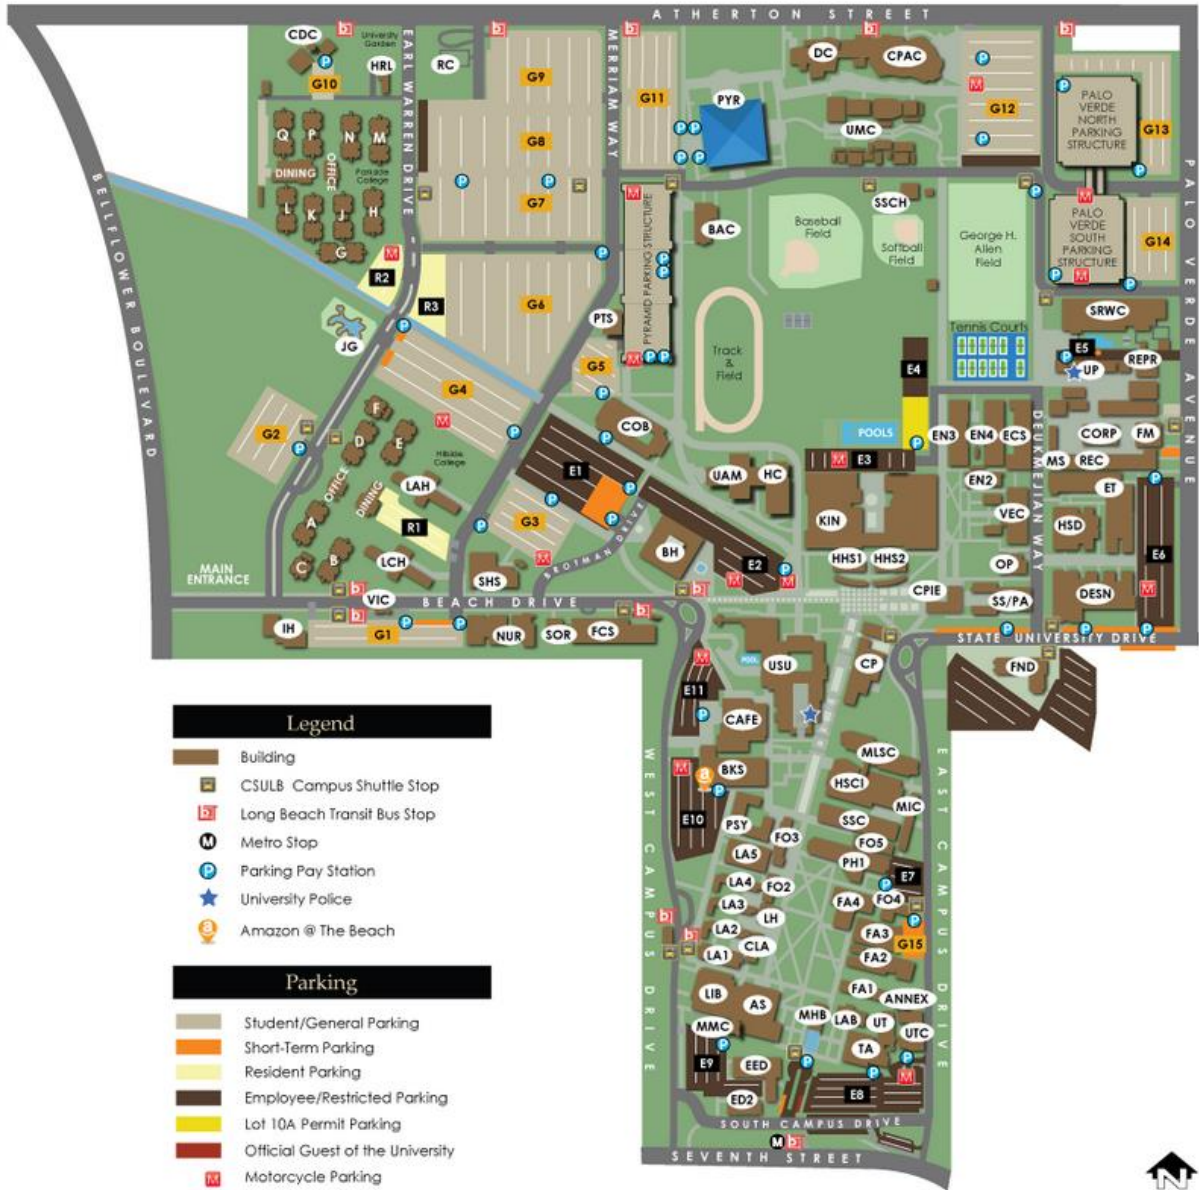 ATHERTON STREET
CDC
University
Garden
HRL
G10
EARL WARREN DRIVE
RC
G9
MERRIAM WAY
G11
PYR
DC
CPAC
UMC
G12
PALO
VERDE
NORTH
PARKING
STRUCTURE
G13
Q
P
N
M
OFFICE
DINING
Parkside
College
L
K
J
H
G
G8
G7
BELLFLOWER BOULEVARD
R2
R3
G6
PYRAMID PARKING STRUCTURE
BAC
SSCH
Baseball
Field
Softball
Field
George H.
Allen
Field
PALO
VERDE
SOUTH
PARKING
STRUCTURE
G14
PALO VERDE AVENUE
JG
PTS
SRWC
Tennis Courts
E5
REPR
UP
Track
&
Field
G5
E4
G4
G2
F
D
E
Hillside
College
COB
POOLS
EN3
EN4
ECS
DEUKMEJIAN WAY
CORP
FM
MS
REC
ET
E1
E3
UAM
HC
EN2
VEC
HSD
OFFICE
DINING
LAH
A
R1
G3
BROTMAN DRIVE
KIN
E6
C
B
LCH
SHS
BH
E2
HHS1
HHS2
OP
MAIN
ENTRANCE
VIC
BEACH DRIVE
CPIE
SS/PA
DESN
IH
G1
NUR
SOR
FCS
STATE UNIVERSITY DRIVE
POOL
USU
CP
FND
E11
CAFE
MLSC
BKS
HSCI
MIC
WEST CAMPUS DRIVE
EAST CAMPUS DRIVE
E10
PSY
SSC
FO3
FO5
LA5
PH1
E7
LA4
FO2
FA4
FO4
LA3
LH
LA2
FA3
G15
CLA
LA1
FA2
LIB
AS
FA1
ANNEX
MMC
MHB
LAB
UT
UTC
TA
E9
EED
ED2
E8
SOUTH CAMPUS DRIVE
SEVENTH STREET
Legend
Building
CSULB Campus Shuttle Stop
Long Beach Transit Bus Stop
M Metro Stop
P Parking Pay Station
University Police
a Amazon @ The Beach
Parking
Student/General Parking
Short-Term Parking
Resident Parking
Employee/Restricted Parking
Lot 10A Permit Parking
Official Guest of the University
M Motorcycle Parking
N